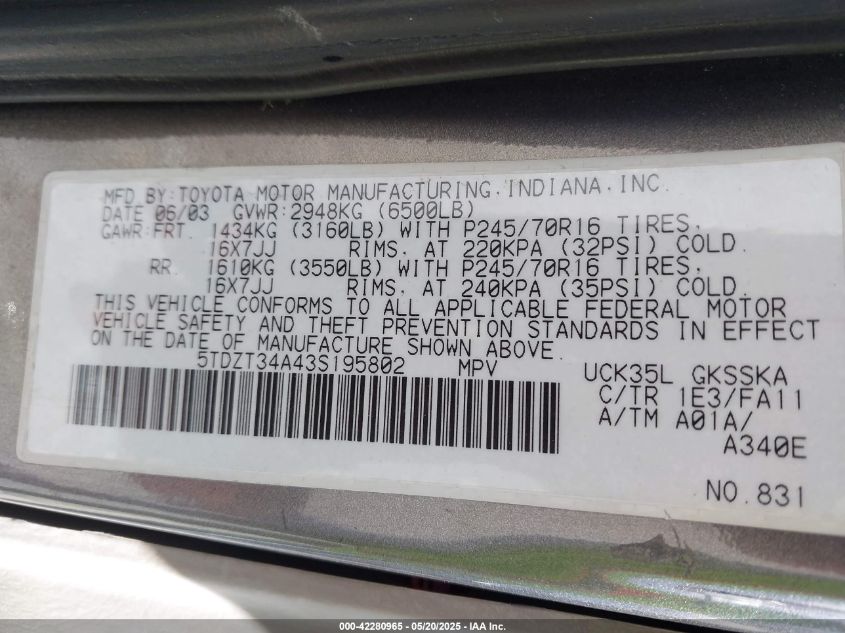 MFD BY:TOYOTA MOTOR MANUFACTURING,INDIANA,INC.
DATE 06/03 GVWR:2948KG (6500LB)
GAWR:FRT. 1434KG (3160LB) WITH P245/70R16 TIRES,
16X7JJ RIMS, AT 220KPA (32PSI) COLD.
RR. 1610KG (3550LB) WITH P245/70R16 TIRES,
16X7JJ RIMS, AT 240KPA (35PSI) COLD.
THIS VEHICLE CONFORMS TO ALL APPLICABLE FEDERAL MOTOR
VEHICLE SAFETY AND THEFT PREVENTION STANDARDS IN EFFECT
ON THE DATE OF MANUFACTURE SHOWN ABOVE.
5TDZT34A43S195802 MPV
UCK35L GKSSKA
C/TR 1E3/FA11
A/TM A01A/
A340E
NO.831
000-42280965 - 05/20/2025 - IAA Inc.